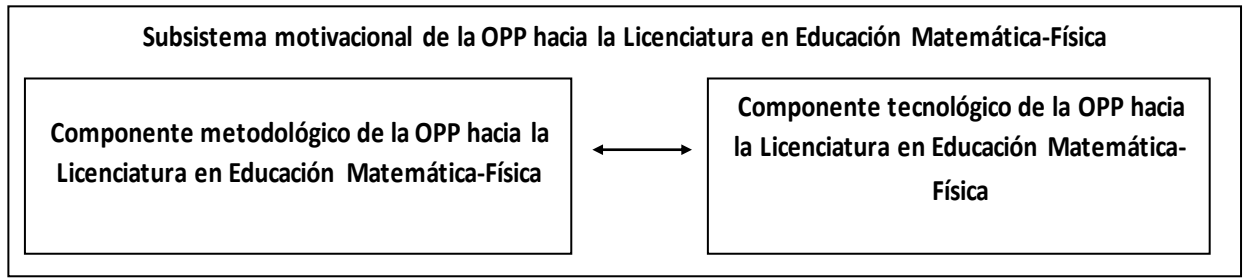 Subsistema motivacional de la OPP hacia la Licenciatura en Educación Matemática-Física
Componente metodológico de la OPP hacia la
Licenciatura en Educación Matemática-Física
Componente tecnológico de la OPP hacia
la Licenciatura en Educación Matemática-
Física